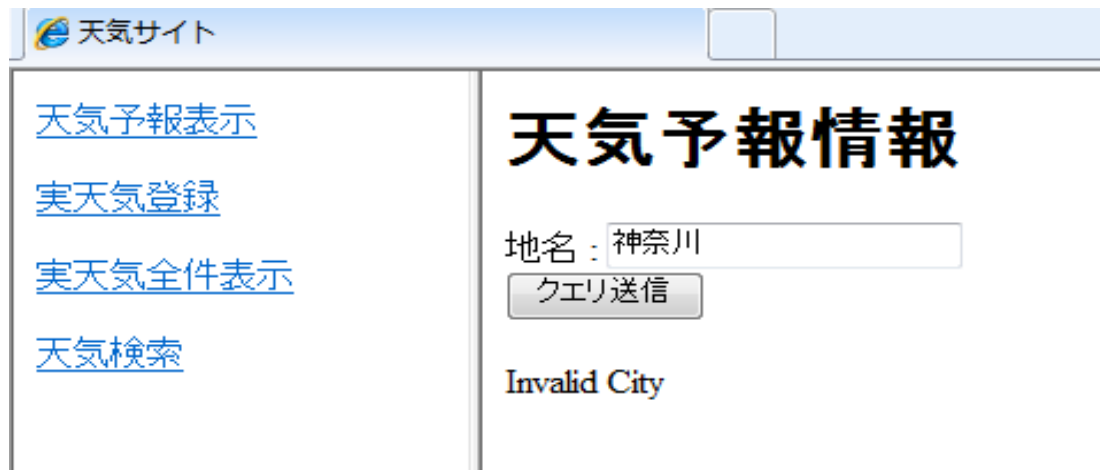 天気サイト
天気予報表示
実天気登録
実天気全件表示
天気検索
天気予報情報
地名：神奈川
クエリ送信
Invalid City